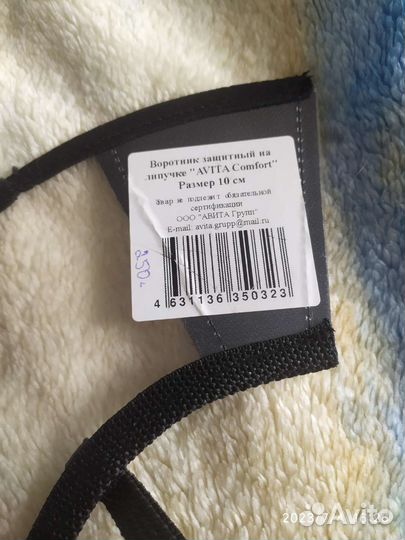 Воротник защитный на
липучке "AVITA Comfort"
Размер 10 см
Товар не подлежит обязательной
сертификации
ООО "АВИТА Групп"
E-mail: avita.grupp@mail.ru
250
4 631136 350323
Avito